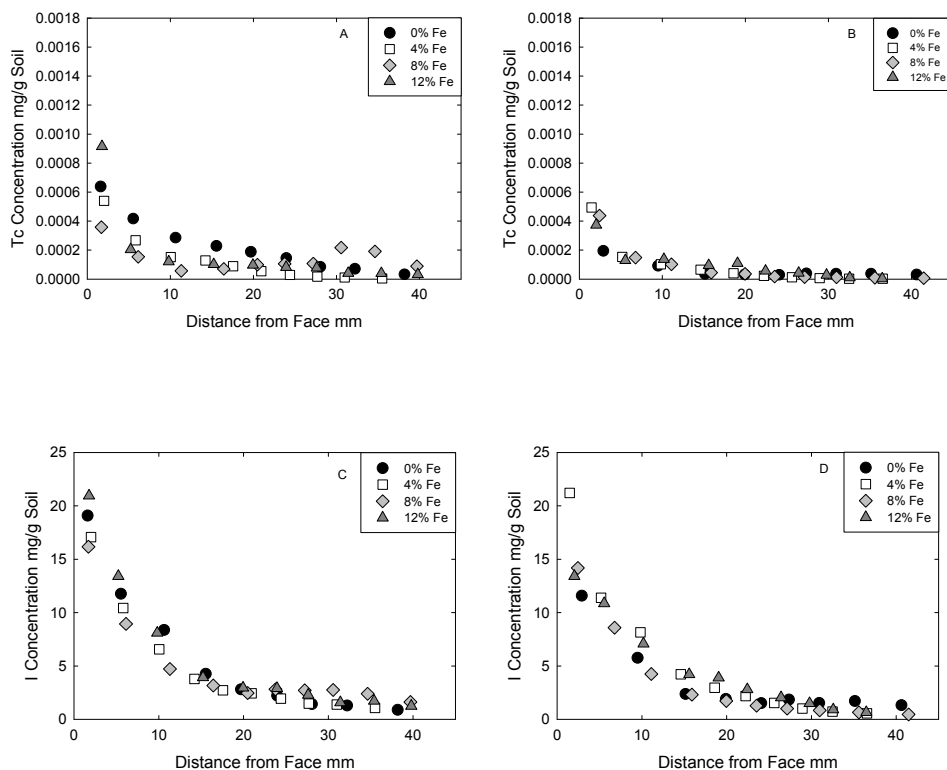 A
0% Fe
4% Fe
8% Fe
12% Fe
Tc Concentration mg/g Soil
0.0018
0.0016
0.0014
0.0012
0.0010
0.0008
0.0006
0.0004
0.0002
0.0000
0 10 20 30 40
Distance from Face mm
B
0% Fe
4% Fe
8% Fe
12% Fe
Tc Concentration mg/g Soil
0.0018
0.0016
0.0014
0.0012
0.0010
0.0008
0.0006
0.0004
0.0002
0.0000
0 10 20 30 40
Distance from Face mm
C
0% Fe
4% Fe
8% Fe
12% Fe
I Concentration mg/g Soil
25
20
15
10
5
0
0 10 20 30 40
Distance from Face mm
D
0% Fe
4% Fe
8% Fe
12% Fe
I Concentration mg/g Soil
25
20
15
10
5
0
0 10 20 30 40
Distance from Face mm